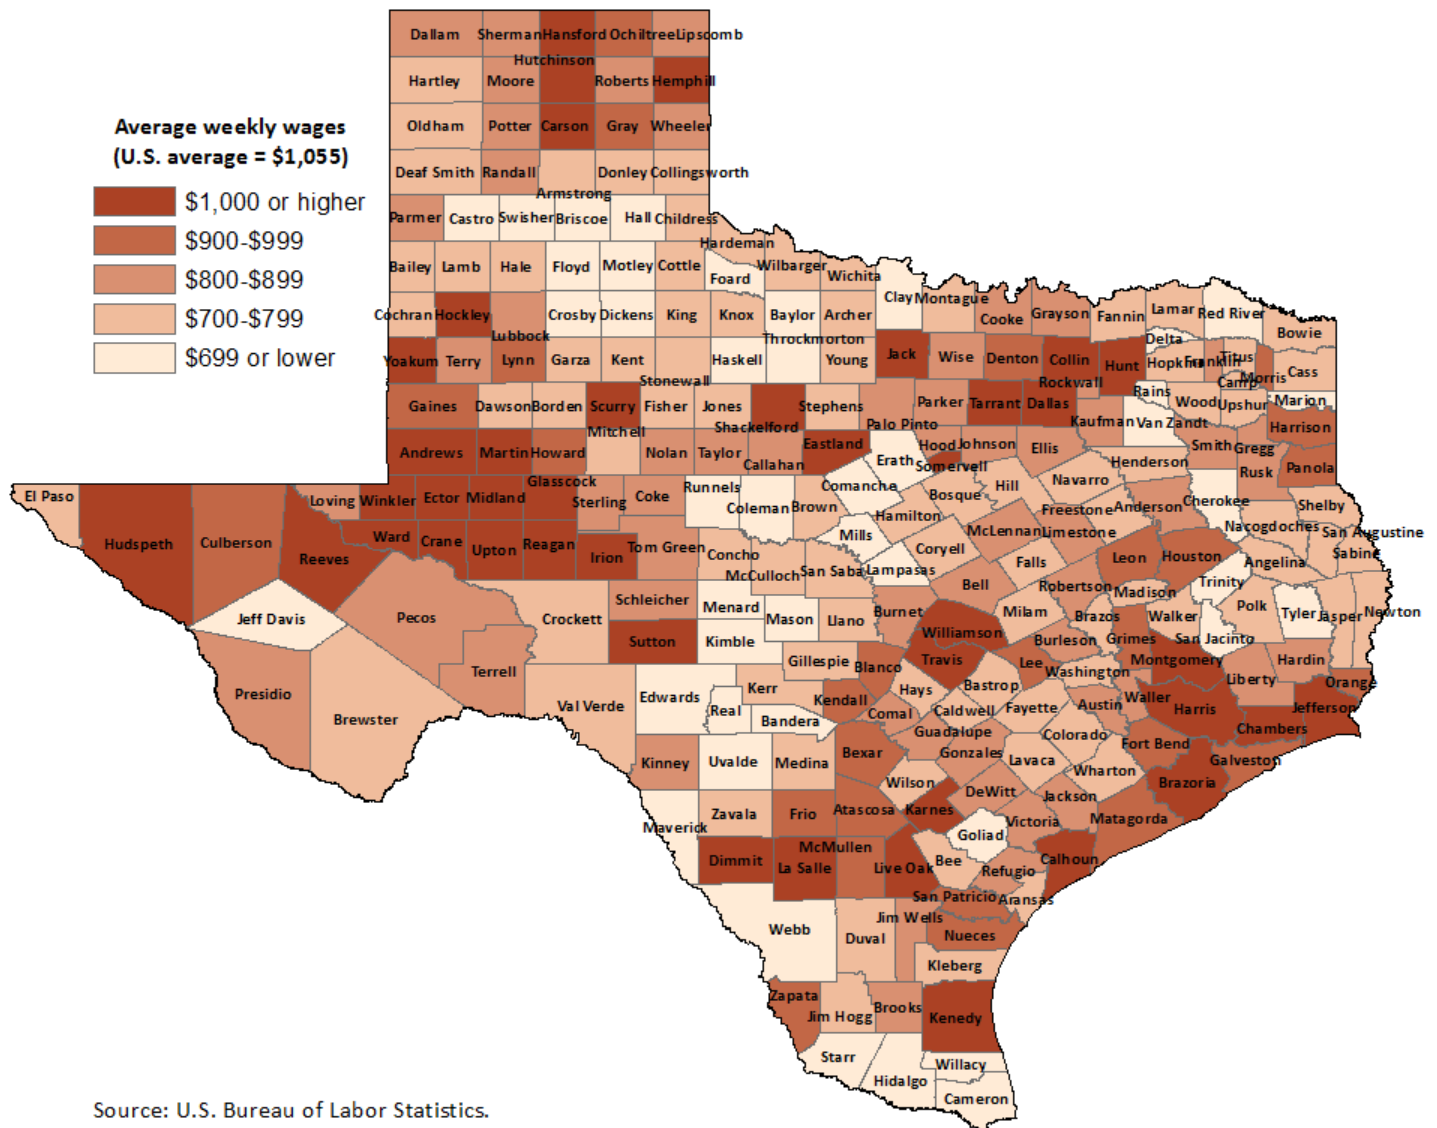 Average weekly wages
(U.S. average = $1,055)
$1,000 or higher
$900-$999
$800-$899
$700-$799
$699 or lower
Dallam Sherman Hansford Ochiltree Lipscomb
Hutchinson
Hartley Moore Roberts Hemphill
Oldham Potter Carson Gray Wheeler
Deaf Smith Randall Donley Collingsworth
Armstrong
Parmer Castro Swisher Briscoe Hall Childress
Hardeman
Bailey Lamb Hale Floyd Motley Cottle Foard Wilbarger Wichita
Clay Montague
Cochran Hockley Crosby Dickens King Knox Baylor Archer Cooke Grayson Fannin Lamar Red River Bowie
Lubbock Throckmorton Delta
Yoakum Terry Lynn Garza Kent Haskell Young Jack Wise Denton Collin Hunt Hopkins Franklin Titus Cass
Stonewall Rockwall Camp Morris
Gaines Dawson Borden Scurry Fisher Jones Stephens Parker Tarrant Dallas Rains Wood Upshur Marion
Mitchell Shackelford Palo Pinto Kaufman Van Zandt Harrison
Andrews Martin Howard Nolan Taylor Eastland Hood Johnson Ellis Smith Gregg
Callahan Erath Somervell Henderson Rusk Panola
El Paso Loving Winkler Ector Midland Glasscock Sterling Coke Runnels Coleman Brown Comanche Bosque Hill Navarro Cherokee Shelby
Hamilton Freestone Anderson Nacogdoches San Augustine
Hudspeth Culberson Reeves Ward Crane Upton Reagan Irion Tom Green Concho Mills Coryell McLennan Limestone Leon Houston Angelina Sabine
McCulloch San Saba Lampasas Bell Falls Robertson Madison Trinity
Jeff Davis Pecos Crockett Schleicher Menard Mason Llano Burnet Milam Brazos Walker Polk Tyler Jasper Newton
Sutton Kimble Williamson Burleson Grimes San Jacinto
Gillespie Blanco Travis Lee Washington Montgomery Hardin
Presidio Terrell Edwards Kerr Kendall Hays Bastrop Austin Waller Liberty Orange
Brewster Val Verde Real Bandera Comal Caldwell Fayette Harris Chambers Jefferson
Guadalupe Colorado Fort Bend
Kinney Uvalde Medina Bexar Gonzales Lavaca Wharton Galveston
Wilson Brazoria
Maverick Zavala Frio Atascosa Karnes DeWitt Jackson Matagorda
Victoria
Dimmit La Salle McMullen Live Oak Bee Goliad Calhoun
Refugio
San Patricio Aransas
Webb Duval Jim Wells Nueces
Kleberg
Zapata Jim Hogg Brooks Kenedy
Starr Hidalgo Willacy
Cameron
Source: U.S. Bureau of Labor Statistics.